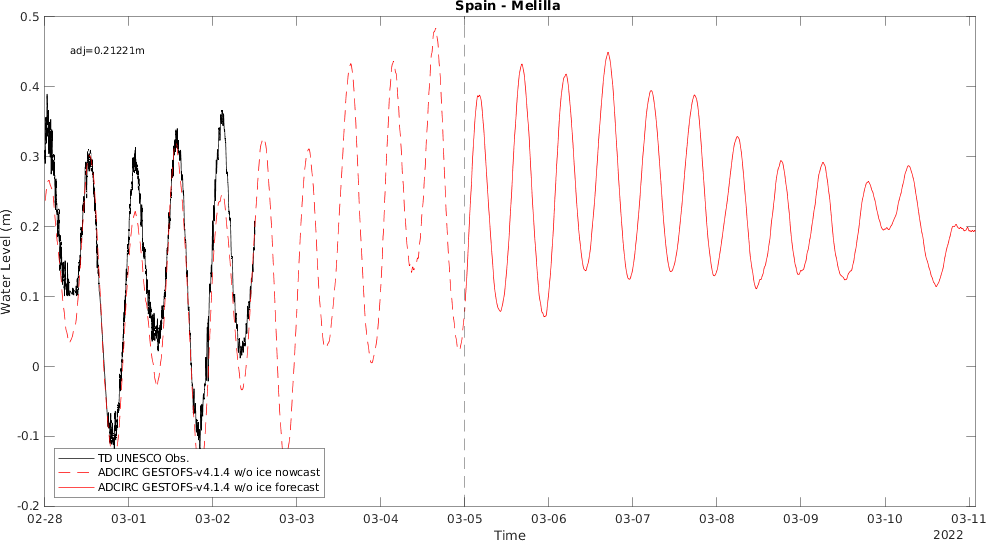 Spain - Melilla
adj=0.21221m
0.5
0.4
0.3
0.2
0.1
0
-0.1
-0.2
Water Level (m)
TD UNESCO Obs.
ADCIRC GESTOFS-v4.1.4 w/o ice nowcast
ADCIRC GESTOFS-v4.1.4 w/o ice forecast
02-28 03-01 03-02 03-03 03-04 03-05 03-06 03-07 03-08 03-09 03-10 03-11
Time
2022